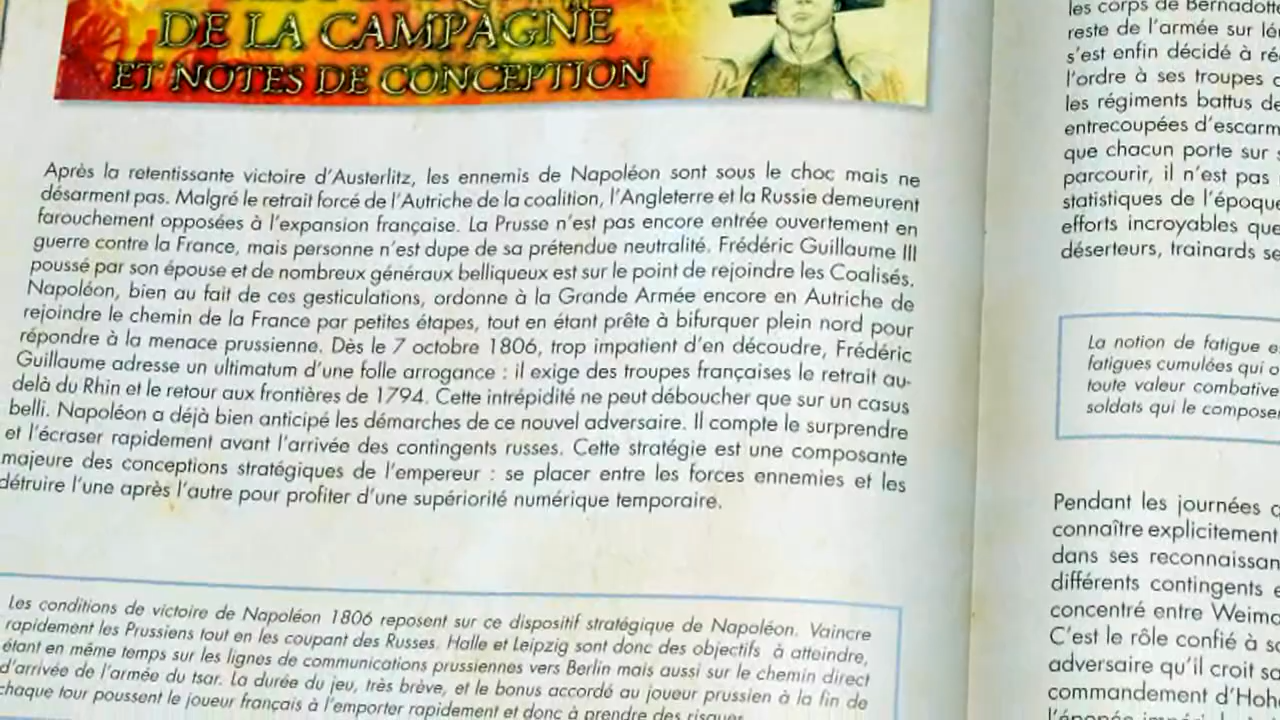 DE LA CAMPAGNE
ET NOTES DE CONCEPTION
Après la retentissante victoire d'Austerlitz, les ennemis de Napoléon sont sous le choc mais ne
désarment pas. Malgré le retrait forcé de l'Autriche de la coalition, l'Angleterre et la Russie demeurent
farouchement opposées à l'expansion française. La Prusse n'est pas encore entrée ouvertement en
guerre contre la France, mais personne n'est dupe de sa prétendue neutralité. Frédéric Guillaume III
poussé par son épouse et de nombreux généraux belliqueux est sur le point de rejoindre les Coalisés.
Napoléon, bien au fait de ces gesticulations, ordonne à la Grande Armée encore en Autriche de
rejoindre le chemin de la France par petites étapes, tout en étant prête à bifurquer plein nord pour
répondre à la menace prussienne. Dès le 7 octobre 1806, trop impatient d'en découdre, Frédéric
Guillaume adresse un ultimatum d'une folle arrogance : il exige des troupes françaises le retrait au-
delà du Rhin et le retour aux frontières de 1794. Cette intrépidité ne peut déboucher que sur un casus
belli. Napoléon a déjà bien anticipé les démarches de ce nouvel adversaire. Il compte le surprendre
et l'écraser rapidement avant l'arrivée des contingents russes. Cette stratégie est une composante
majeure des conceptions stratégiques de l'empereur : se placer entre les forces ennemies et les
détruire l'une après l'autre pour profiter d'une supériorité numérique temporaire.
Les conditions de victoire de Napoléon 1806 reposent sur ce dispositif stratégique de Napoléon. Vaincre
rapidement les Prussiens tout en les coupant des Russes. Halle et Leipzig sont donc des objectifs à atteindre,
étant en même temps sur les lignes de communications prussiennes vers Berlin mais aussi sur le chemin direct
d'arrivée de l'armée du tsar. La durée du jeu, très brève, et le bonus accordé au joueur prussien à la fin de
chaque tour poussent le joueur français à l'emporter rapidement et donc à prendre des risques
les corps de Bernadotte
reste de l'armée sur
s'est enfin décidé à
l'ordre à ses troupes
les régiments battus de
entrecoupées d'escarm
que chacun porte sur
parcourir, il n'est pas
statistiques de l'époque
efforts incroyables que
déserteurs, trainards se
La notion de fatigue
fatigues cumulées qui
toute valeur combative
soldats qui le compose
Pendant les journées
connaître explicitement
dans ses reconnaissan
différents contingents
concentré entre Weima
C'est le rôle confié à
adversaire qu'il croit
commandement d'Hoh